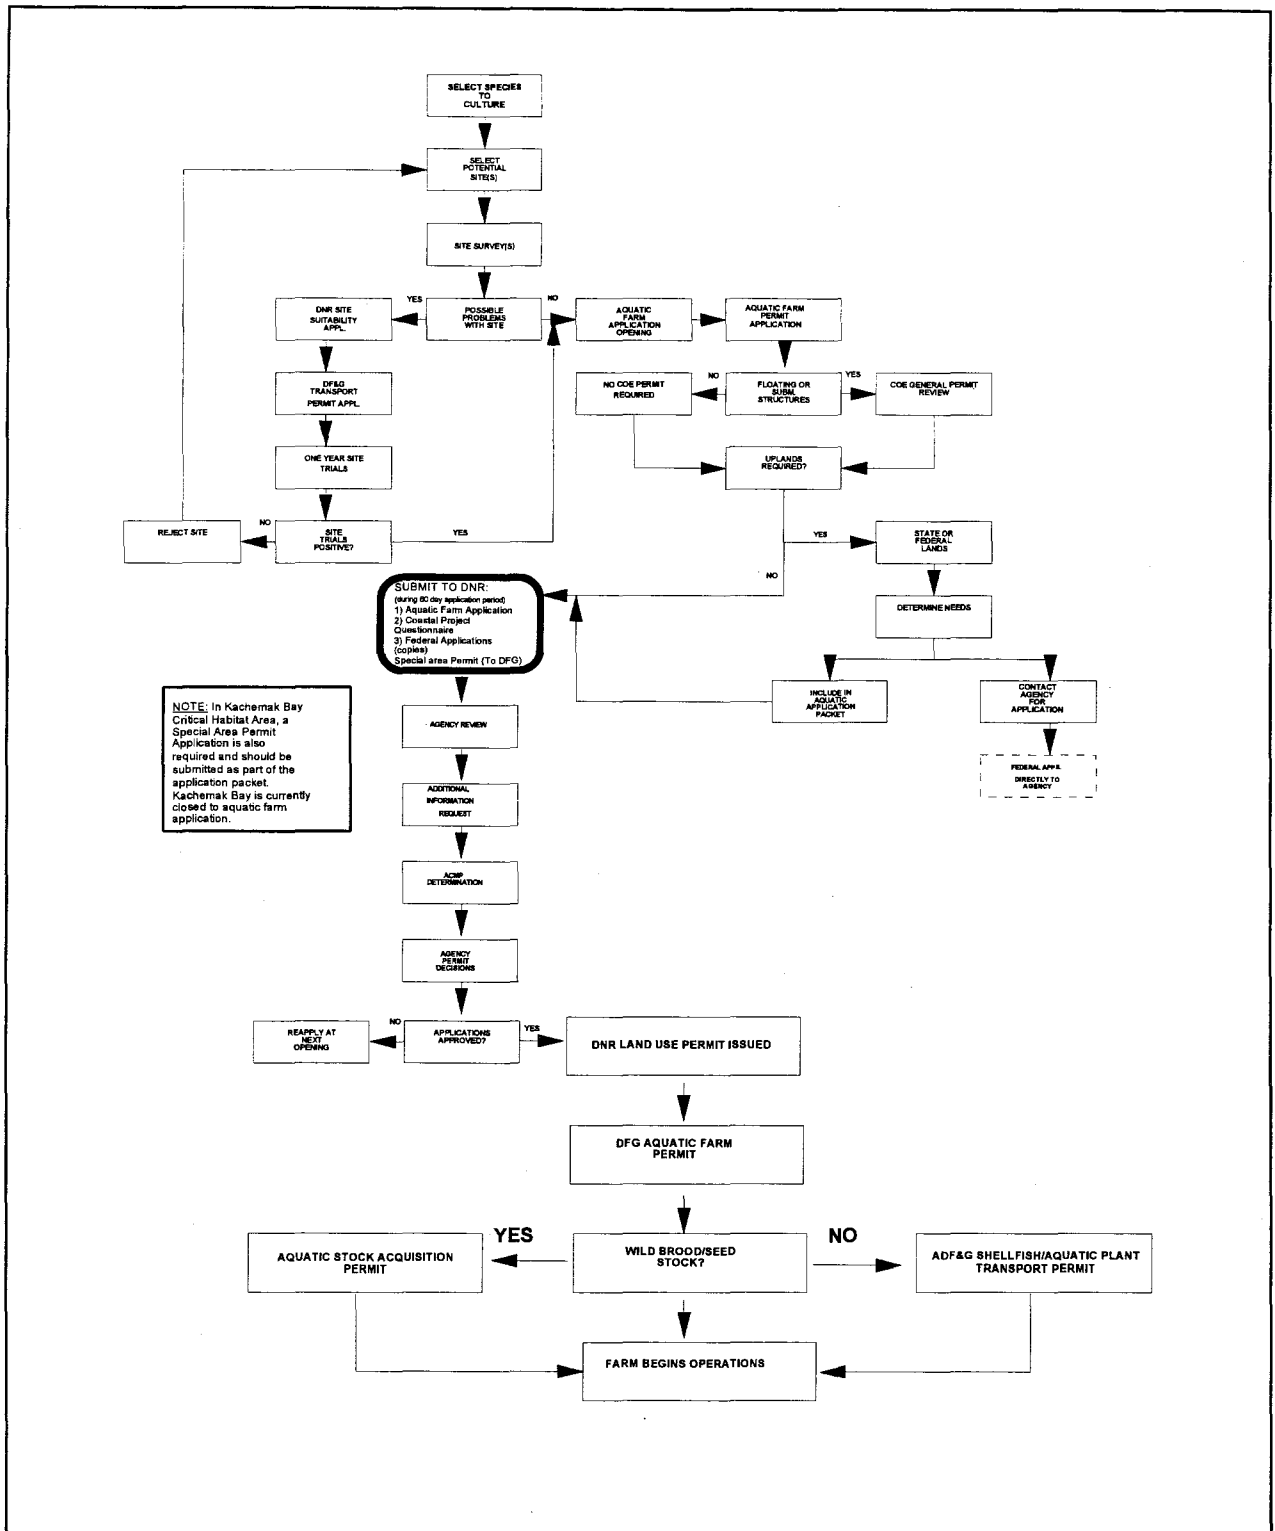 SELECT SPECIES
TO
CULTURE
SELECT
POTENTIAL
SITE(S)
SITE SURVEY(S)
YES
NO
DNR SITE
SUITABILITY
APPL.
POSSIBLE
PROBLEMS
WITH SITE
AQUATIC
FARM
APPLICATION
OPENING
AQUATIC FARM
PERMIT
APPLICATION
DF&G
TRANSPORT
PERMIT APPL.
NO COE PERMIT
REQUIRED
NO
FLOATING OR
SUBM.
STRUCTURES
YES
COE GENERAL PERMIT
REVIEW
ONE YEAR SITE
TRIALS
UPLANDS
REQUIRED?
REJECT SITE
NO
SITE
TRIALS
POSITIVE?
YES
YES
STATE OR
FEDERAL
LANDS
NO
SUBMIT TO DNR:
(during 60 day application period)
1) Aquatic Farm Application
2) Coastal Project
Questionnaire
3) Federal Applications
(copies)
Special area Permit (To DFG)
DETERMINE NEEDS
INCLUDE IN
AQUATIC
APPLICATION
PACKET
CONTACT
AGENCY
FOR
APPLICATION
NOTE: In Kachemak Bay
Critical Habitat Area, a
Special Area Permit
Application is also
required and should be
submitted as part of the
application packet.
Kachemak Bay is currently
closed to aquatic farm
application.
AGENCY REVIEW
FEDERAL APPS.
DIRECTLY TO
AGENCY
ADDITIONAL
INFORMATION
REQUEST
ACMP
DETERMINATION
AGENCY
PERMIT
DECISIONS
REAPPLY AT
NEXT
OPENING
NO
APPLICATIONS
APPROVED?
YES
DNR LAND USE PERMIT ISSUED
DFG AQUATIC FARM
PERMIT
YES
NO
AQUATIC STOCK ACQUISITION
PERMIT
WILD BROOD/SEED
STOCK?
ADF&G SHELLFISH/AQUATIC PLANT
TRANSPORT PERMIT
FARM BEGINS OPERATIONS